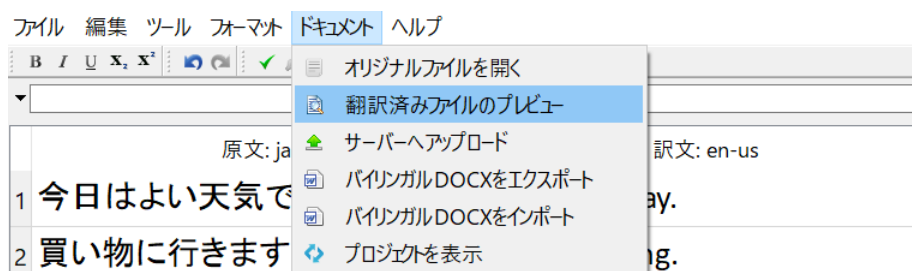 ファイル 編集 ツール フォーマット ドキュメント ヘルプ
B I U X₂ X²
オリジナルファイルを開く
翻訳済みファイルのプレビュー
サーバーへアップロード
バイリンガルDOCXをエクスポート
バイリンガルDOCXをインポート
プロジェクトを表示
原文: ja
訳文: en-us
1 今日はよい天気で
ay.
2 買い物に行きます
ng.